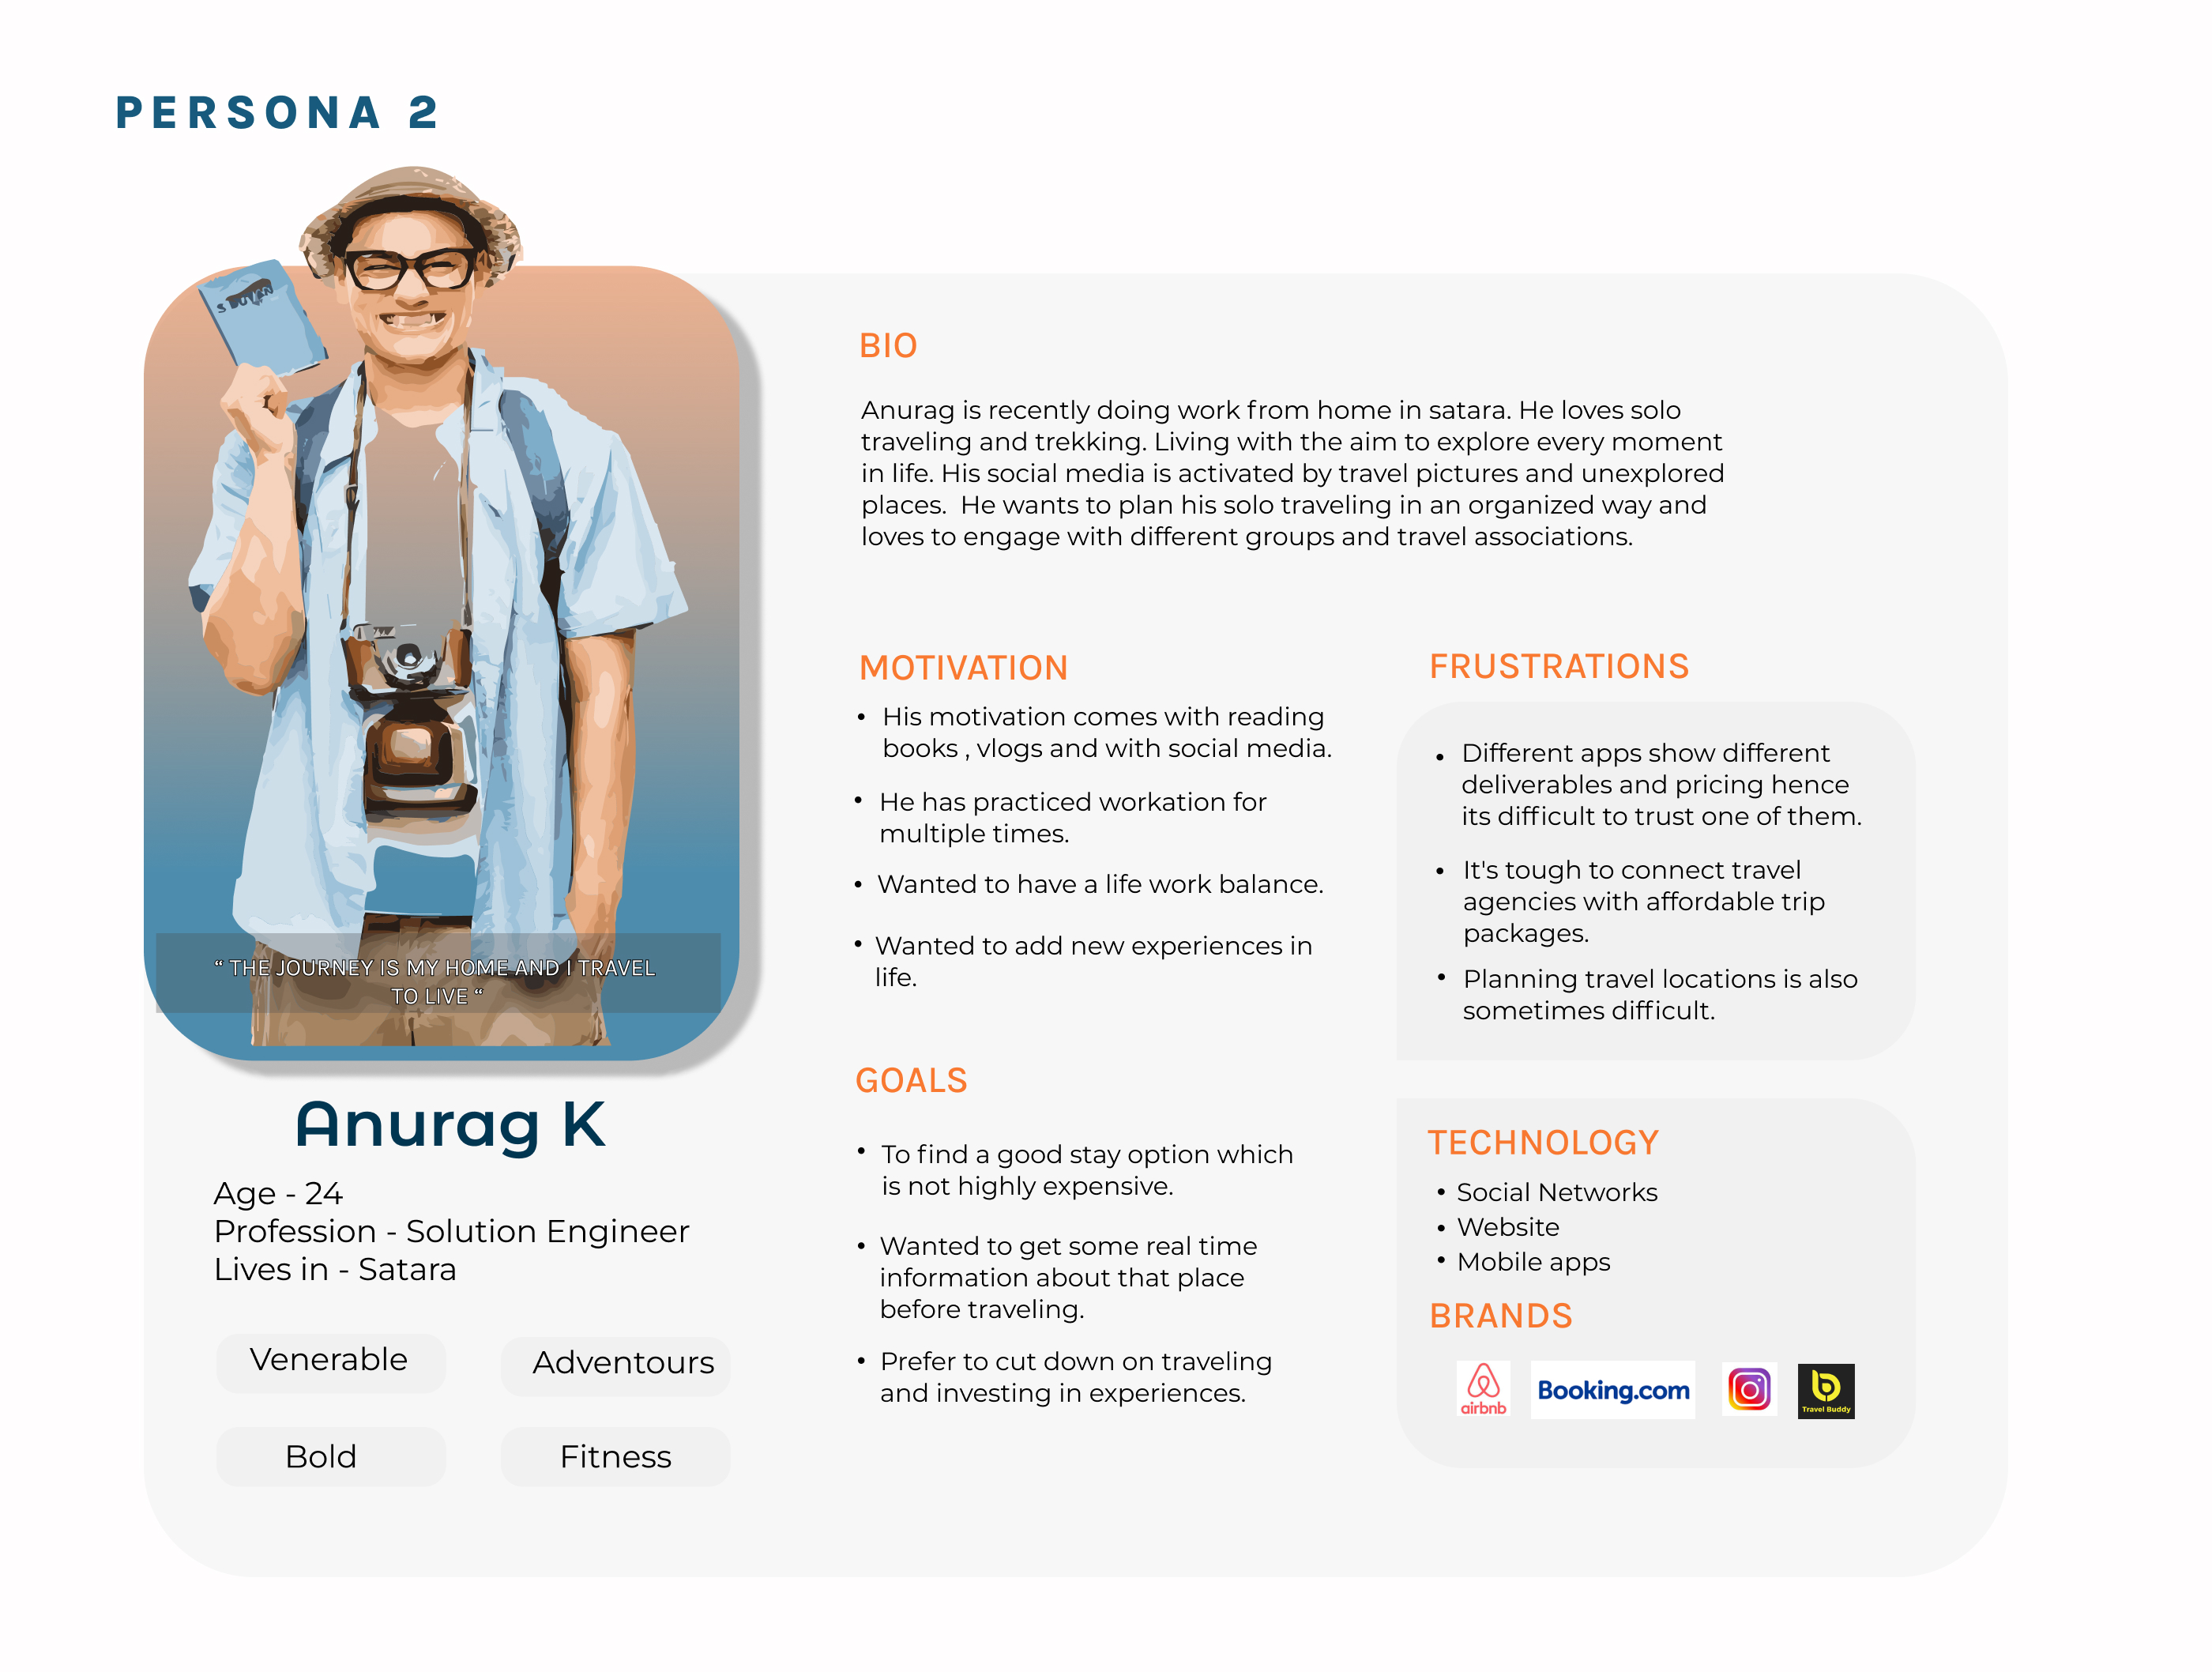 PERSONA 2
“ THE JOURNEY IS MY HOME AND I TRAVEL
TO LIVE “
Anurag K
Age - 24
Profession - Solution Engineer
Lives in - Satara
Venerable
Adventours
Bold
Fitness
BIO
Anurag is recently doing work from home in satara. He loves solo
traveling and trekking. Living with the aim to explore every moment
in life. His social media is activated by travel pictures and unexplored
places.  He wants to plan his solo traveling in an organized way and
loves to engage with different groups and travel associations.
MOTIVATION
• His motivation comes with reading
books , vlogs and with social media.
• He has practiced workation for
multiple times.
• Wanted to have a life work balance.
• Wanted to add new experiences in
life.
GOALS
• To find a good stay option which
is not highly expensive.
• Wanted to get some real time
information about that place
before traveling.
• Prefer to cut down on traveling
and investing in experiences.
FRUSTRATIONS
• Different apps show different
deliverables and pricing hence
its difficult to trust one of them.
• It's tough to connect travel
agencies with affordable trip
packages.
• Planning travel locations is also
sometimes difficult.
TECHNOLOGY
• Social Networks
• Website
• Mobile apps
BRANDS
airbnb
Booking.com
Travel Buddy